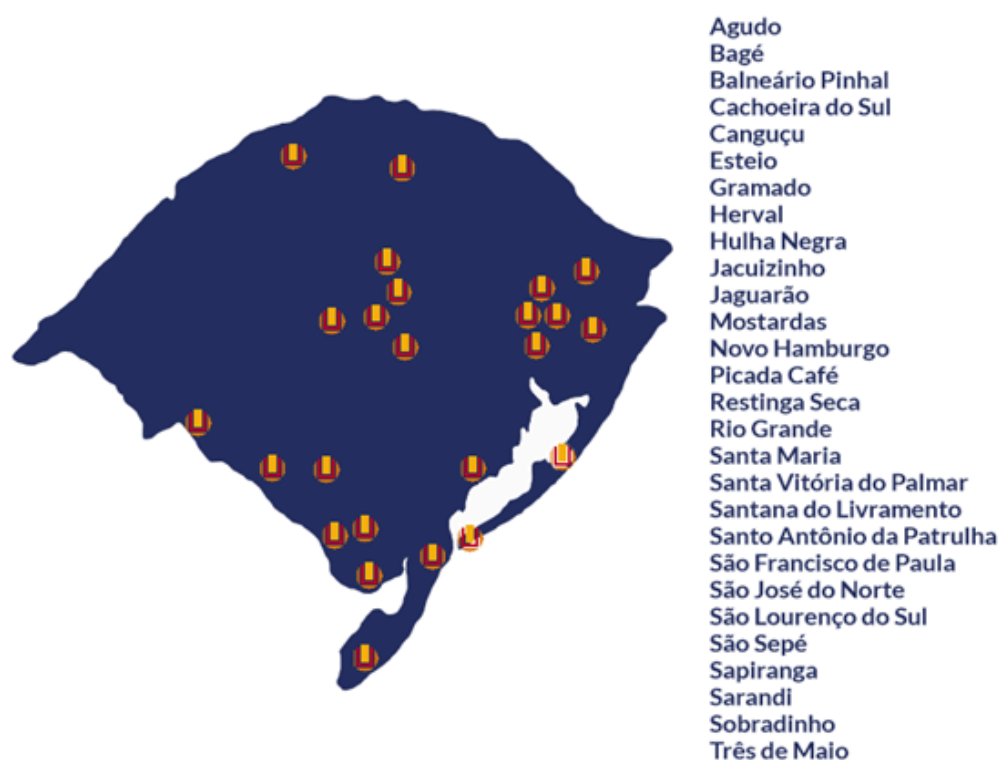 Agudo
Bagé
Balneário Pinhal
Cachoeira do Sul
Canguçu
Esteio
Gramado
Herval
Hulha Negra
Jacuizinho
Jaguarão
Mostardas
Novo Hamburgo
Picada Café
Restinga Seca
Rio Grande
Santa Maria
Santa Vitória do Palmar
Santana do Livramento
Santo Antônio da Patrulha
São Francisco de Paula
São José do Norte
São Lourenço do Sul
São Sepé
Sapiranga
Sarandi
Sobradinho
Três de Maio